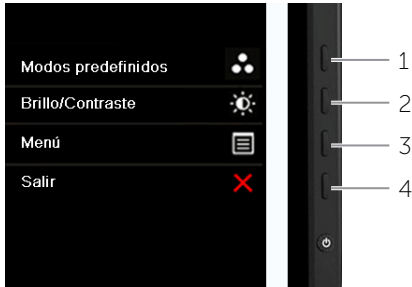 Modos predefinidos
Brillo/Contraste
Menú
Salir
1
2
3
4